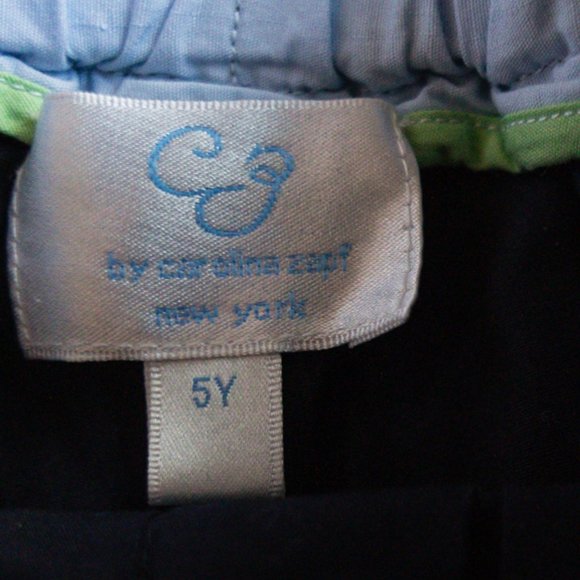 CZ
by carolina zapf
new york
5Y